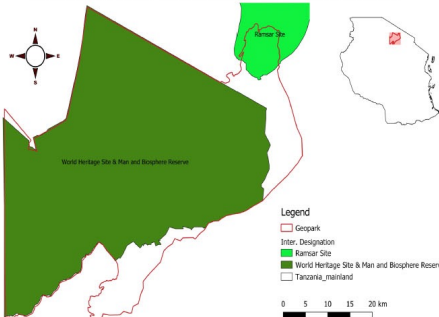 N
W E
S
Ramsar Site
World Heritage Site & Man and Biosphere Reserve
Legend
Geopark
Inter. Designation
Ramsar Site
World Heritage Site & Man and Biosphere Reserv
Tanzania_mainland
0 5 10 15 20 km